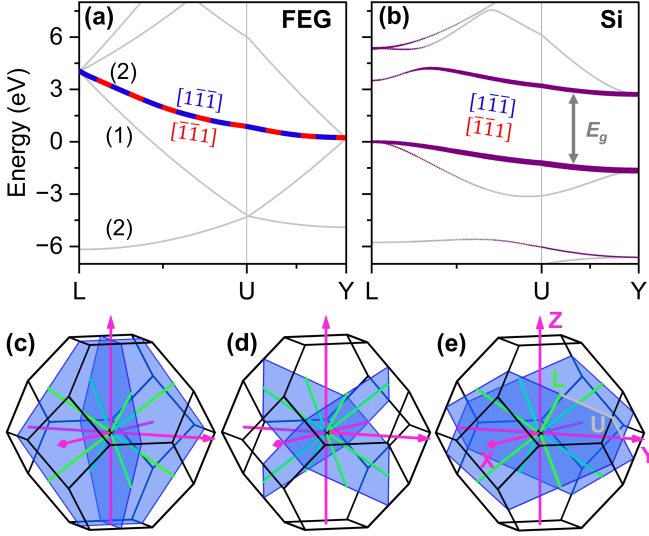 (a) FEG (b) Si
Energy (eV)
6
3
0
−3
−6
(2)
(1)
(2)
[11̅1̅]
[1̅1̅1]
[11̅1̅]
[1̅1̅1]
E_g
L U Y L U Y
(c) (d) (e)
Z
L
U
X
Y